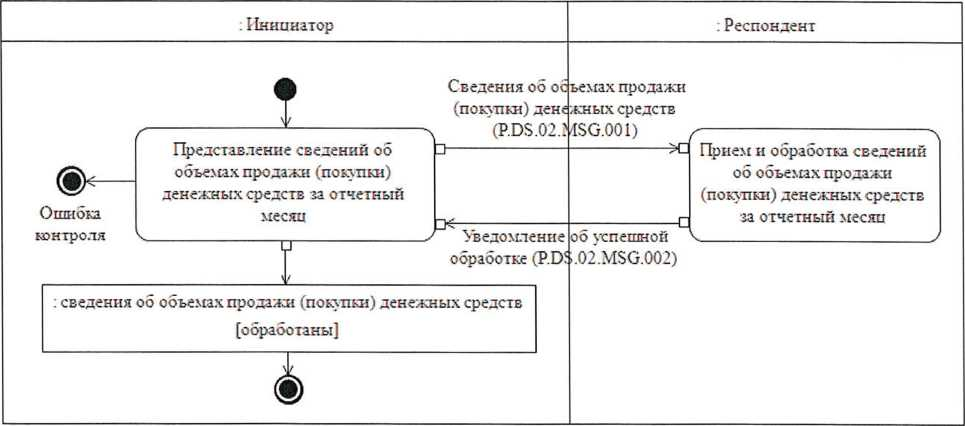 : Инициатор
: Респондент
Сведения об объемах продажи
(покупки) денежных средств
(P.DS.02.MSG.001)
Представление сведений об
объемах продажи (покупки)
денежных средств за отчетный
месяц
Прием и обработка сведений
об объемах продажи
(покупки) денежных средств
за отчетный месяц
Ошибка
контроля
Уведомление об успешной
обработке (P.DS.02.MSG.002)
: сведения об объемах продажи (покупки) денежных средств
[обработаны]